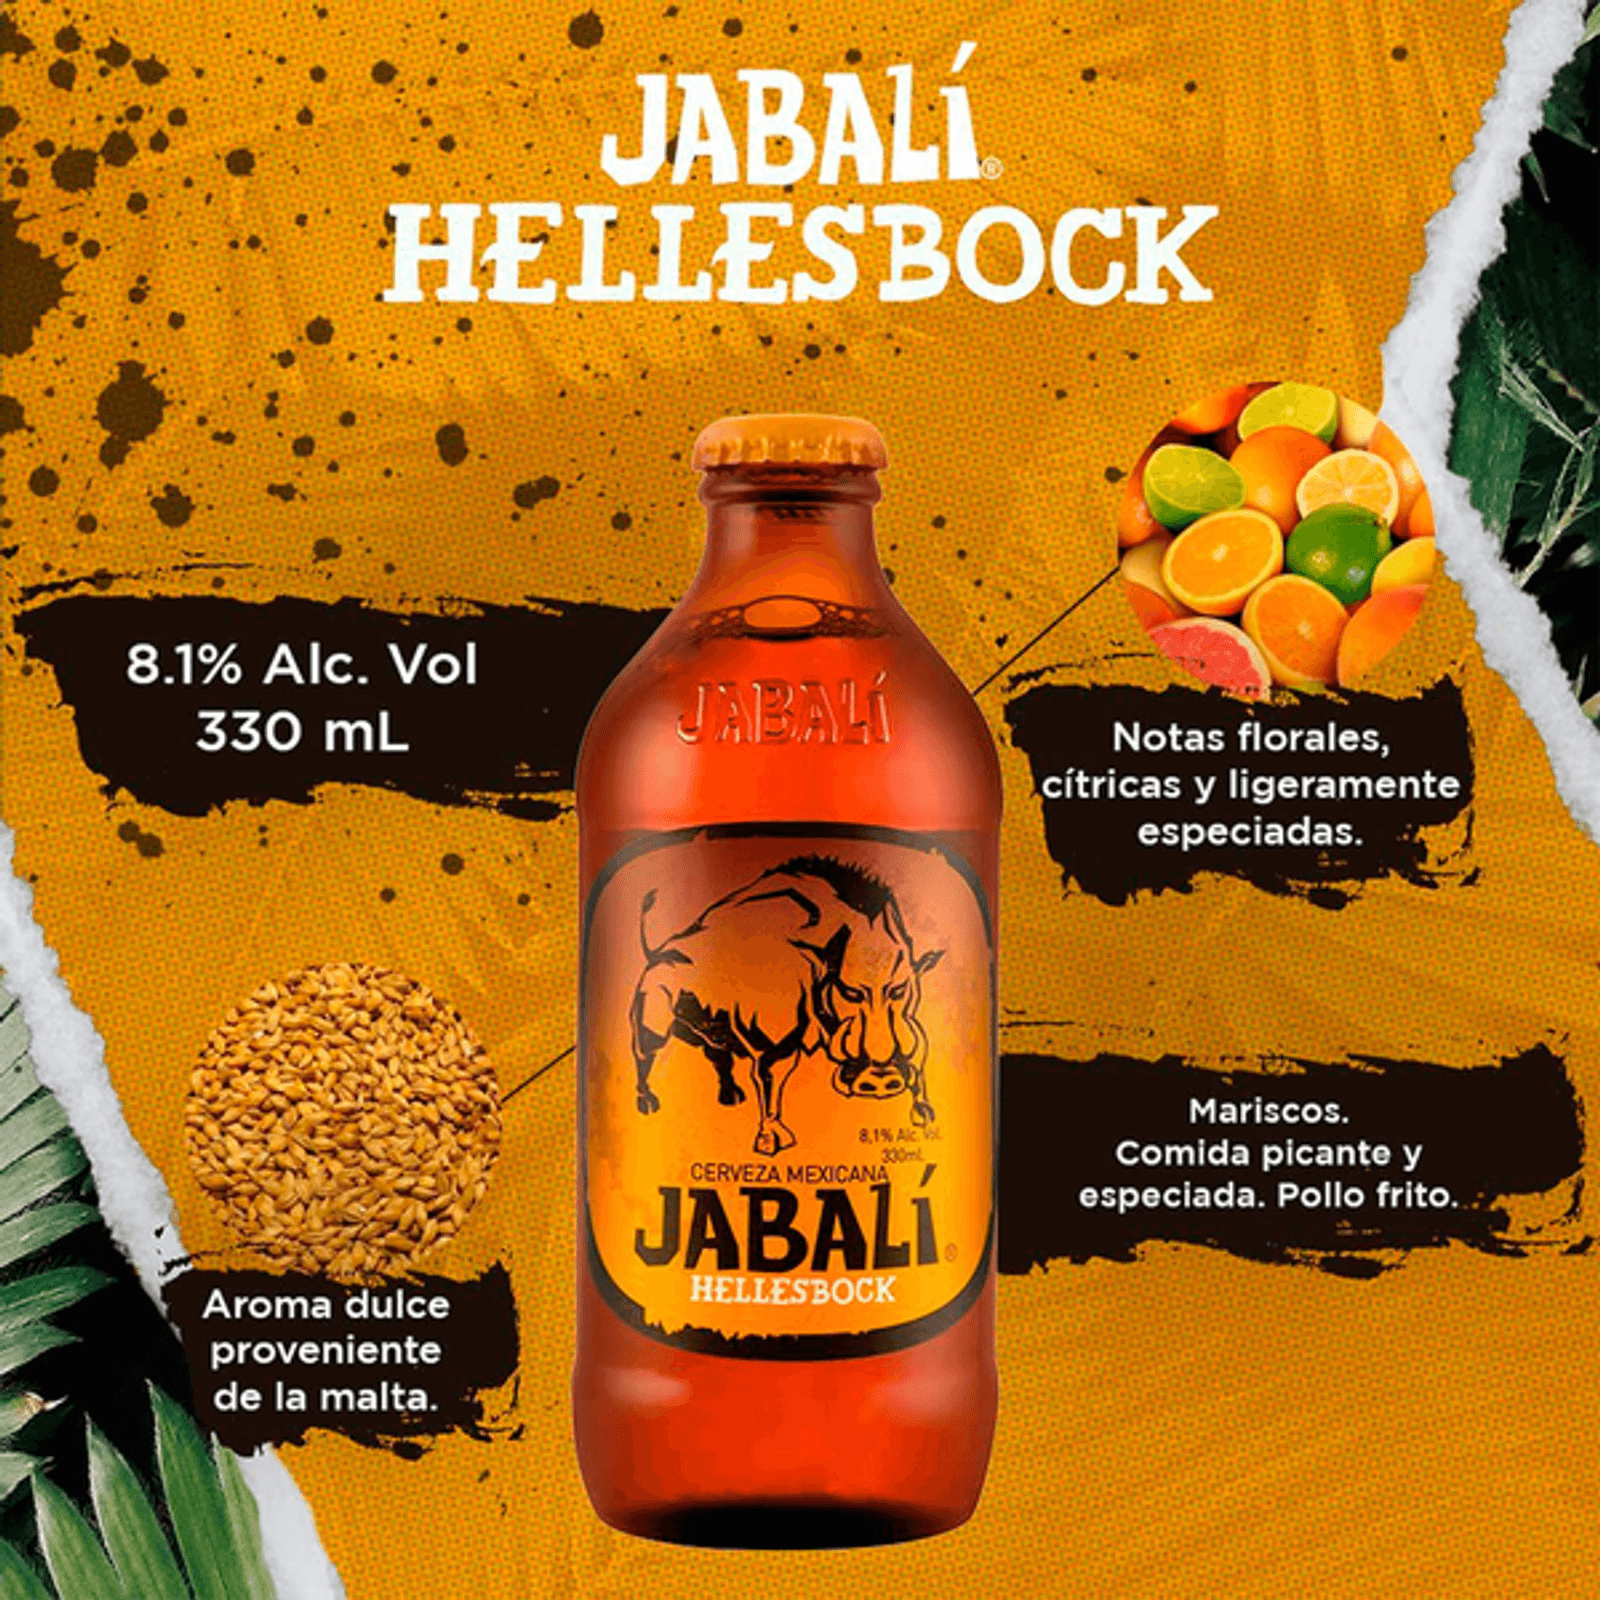 JABALÍ®
HELLESBOCK
8.1% Alc. Vol
330 mL
Notas florales,
cítricas y ligeramente
especiadas.
JABALÍ
Aroma dulce
proveniente
de la malta.
Mariscos.
Comida picante y
especiada. Pollo frito.
8,1% Alc. Vol.
330mL
CERVEZA MEXICANA
JABALÍ®
HELLESBOCK